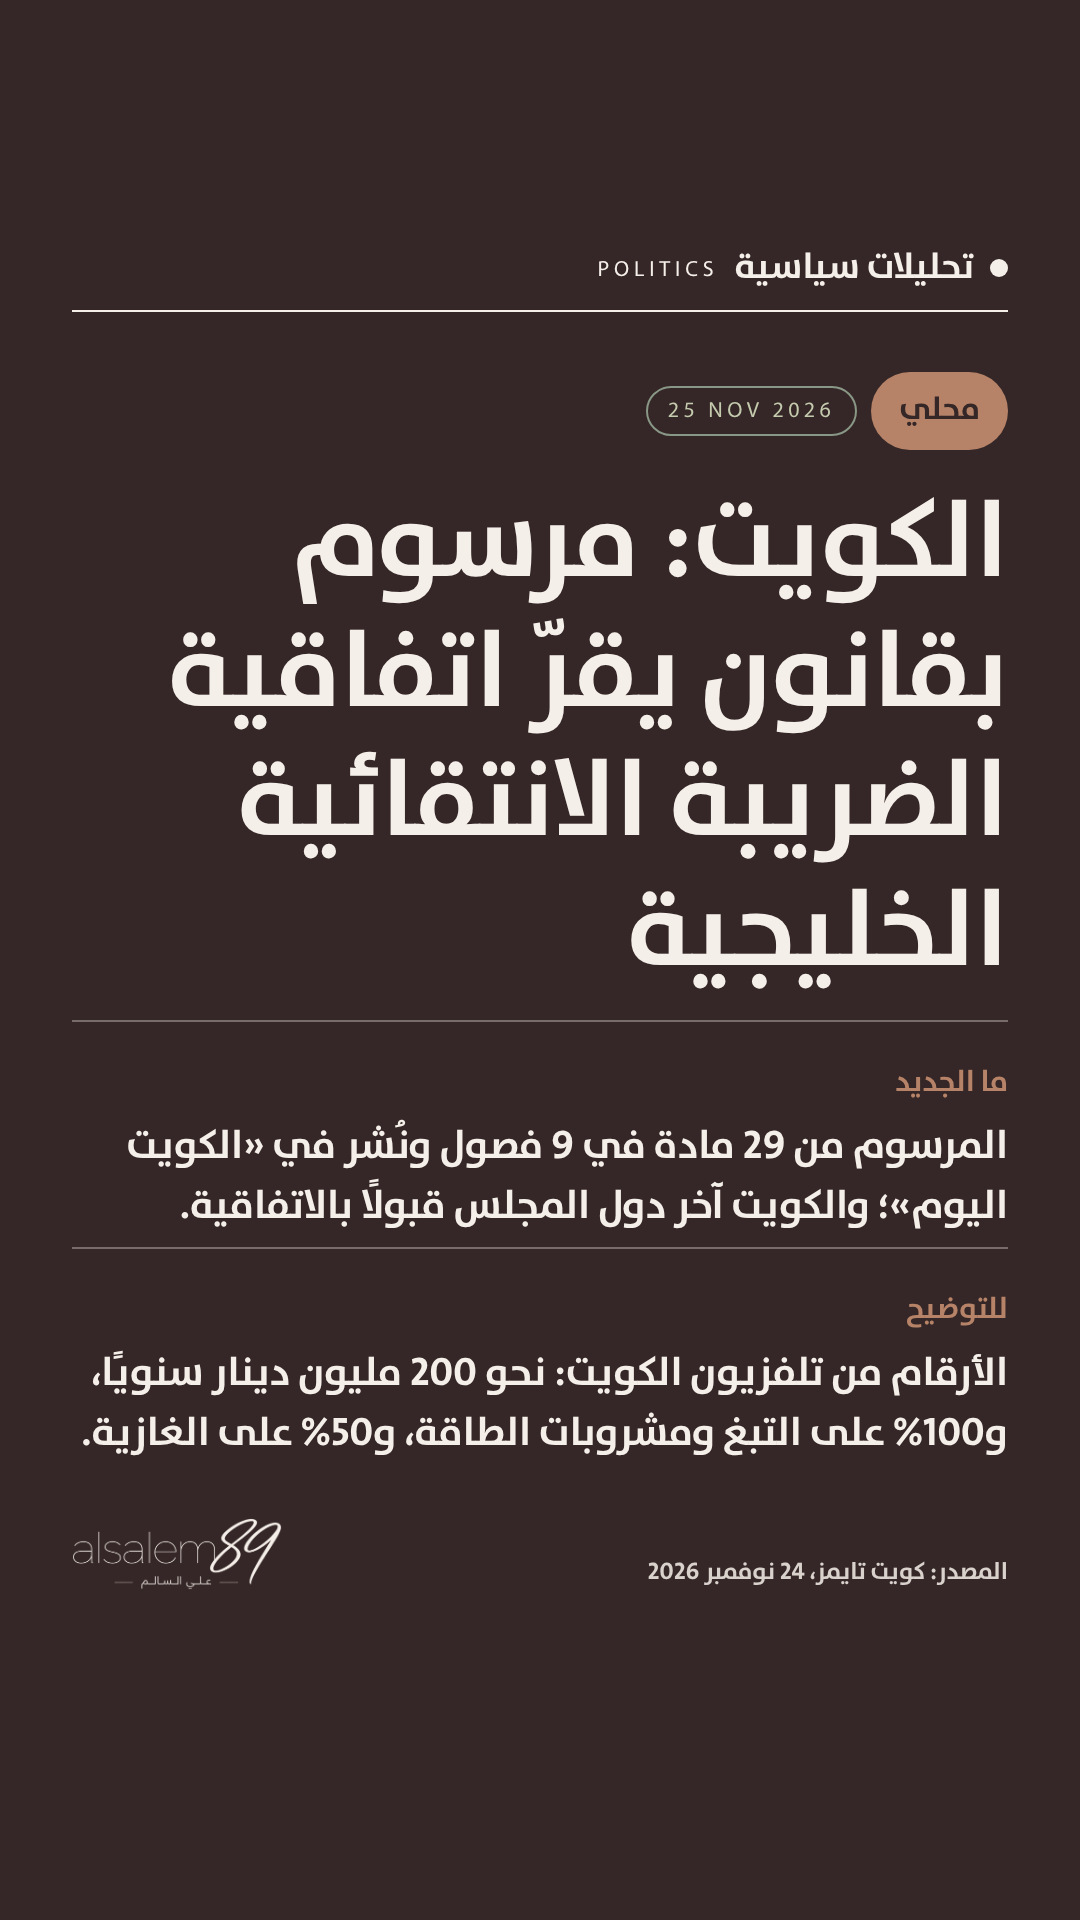 تحليلات سياسية POLITICS
محلي 25 NOV 2026
الكويت: مرسوم
بقانون يقرّ اتفاقية
الضريبة الانتقائية
الخليجية
ما الجديد
المرسوم من 29 مادة في 9 فصول ونُشر في «الكويت
اليوم»؛ والكويت آخر دول المجلس قبولًا بالاتفاقية.
للتوضيح
الأرقام من تلفزيون الكويت: نحو 200 مليون دينار سنويًا،
و100% على التبغ ومشروبات الطاقة، و50% على الغازية.
المصدر: كويت تايمز، 24 نوفمبر 2026
alsalem89
علي السالم